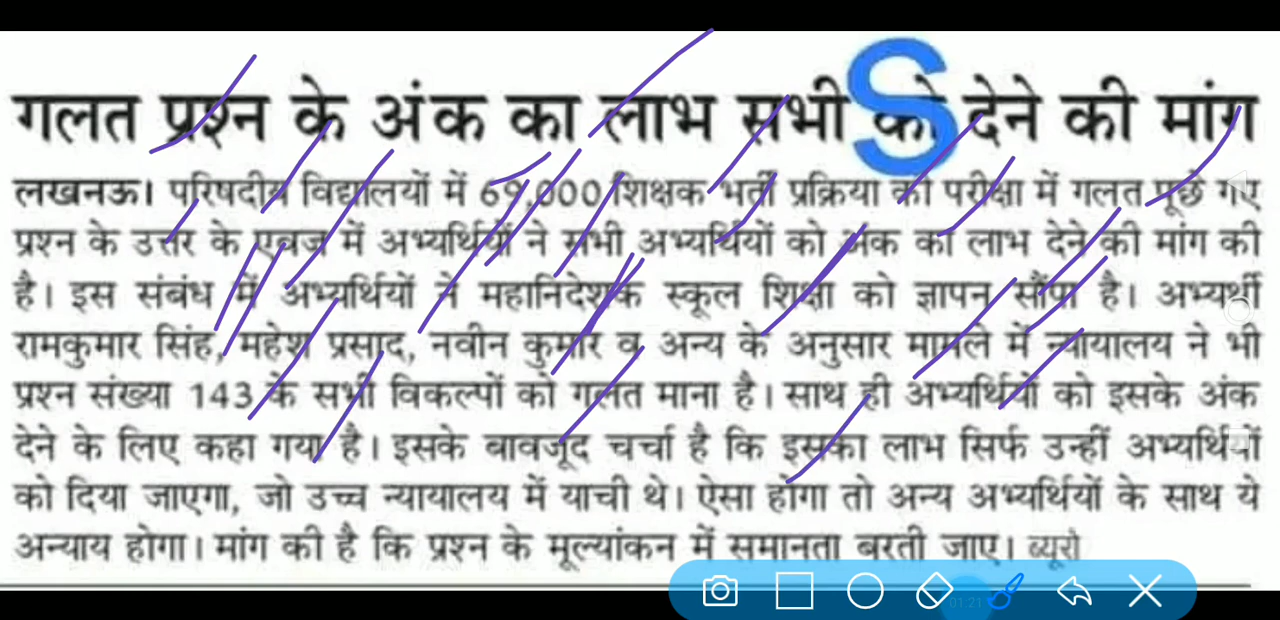 गलत प्रश्न के अंक का लाभ सभी को देने की मांग
S
लखनऊ। परिषदीय विद्यालयों में 69,000 शिक्षक भर्ती प्रक्रिया की परीक्षा में गलत पूछे गए
प्रश्न के उत्तर के एवज में अभ्यर्थियों ने सभी अभ्यर्थियों को अंक का लाभ देने की मांग की
है। इस संबंध में अभ्यर्थियों ने महानिदेशक स्कूल शिक्षा को ज्ञापन सौंपा है। अभ्यर्थी
रामकुमार सिंह, महेश प्रसाद, नवीन कुमार व अन्य के अनुसार मामले में न्यायालय ने भी
प्रश्न संख्या 143 के सभी विकल्पों को गलत माना है। साथ ही अभ्यर्थियों को इसके अंक
देने के लिए कहा गया है। इसके बावजूद चर्चा है कि इसका लाभ सिर्फ उन्हीं अभ्यर्थियों
को दिया जाएगा, जो उच्च न्यायालय में याची थे। ऐसा होगा तो अन्य अभ्यर्थियों के साथ ये
अन्याय होगा। मांग की है कि प्रश्न के मूल्यांकन में समानता बरती जाए। ब्यूरो
01:21